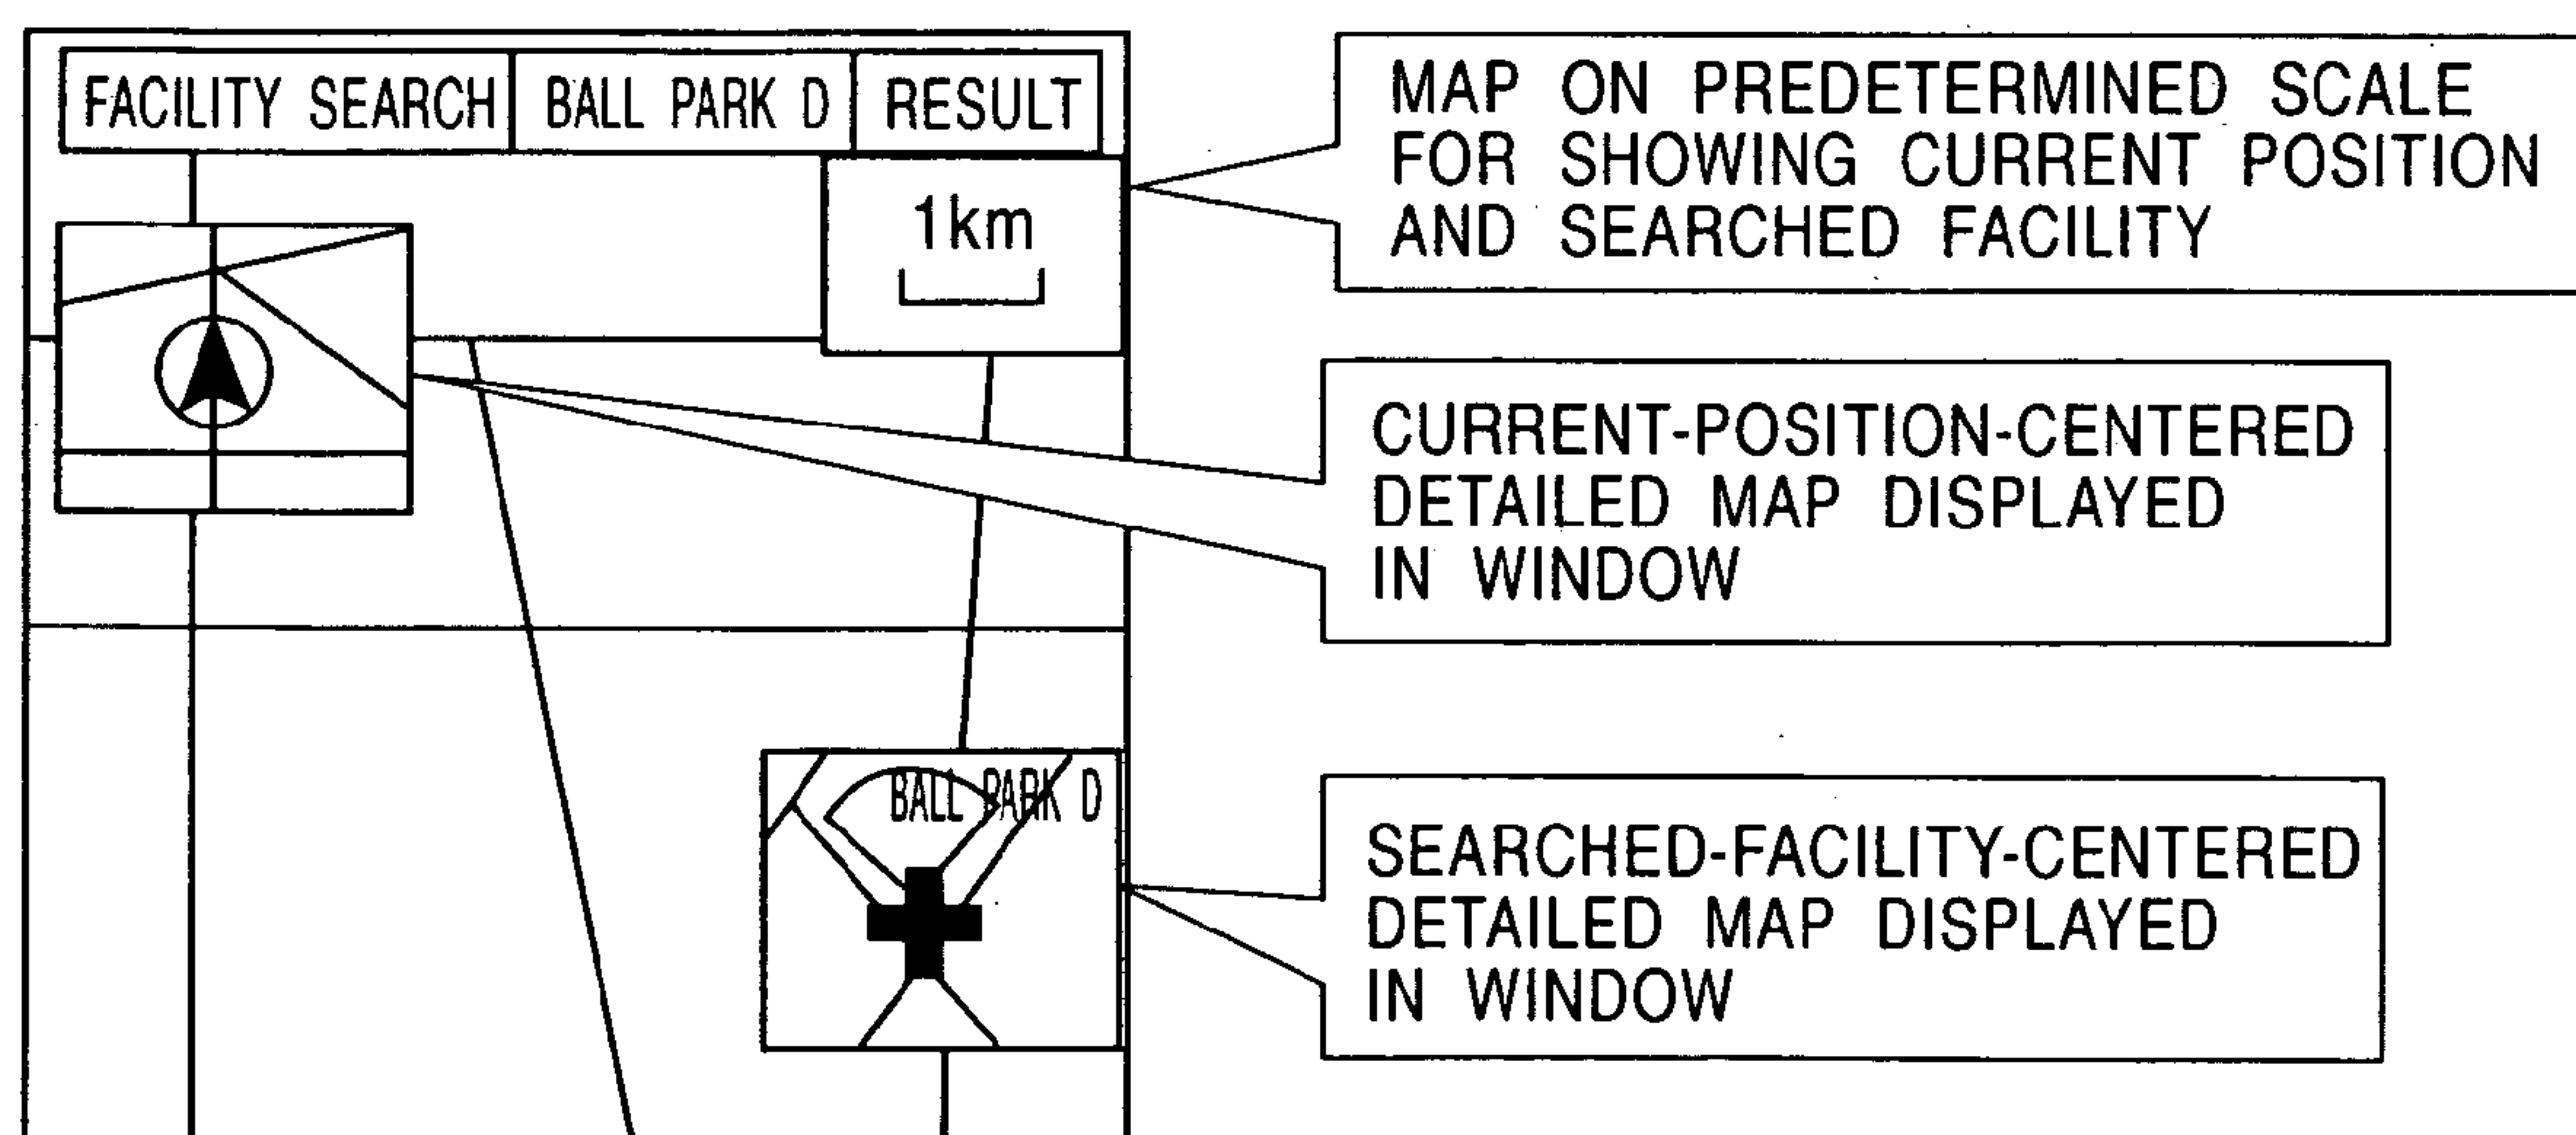 FACILITY SEARCH BALL PARK D RESULT
1km
MAP ON PREDETERMINED SCALE
FOR SHOWING CURRENT POSITION
AND SEARCHED FACILITY
CURRENT-POSITION-CENTERED
DETAILED MAP DISPLAYED
IN WINDOW
BALL PARK D
SEARCHED-FACILITY-CENTERED
DETAILED MAP DISPLAYED
IN WINDOW